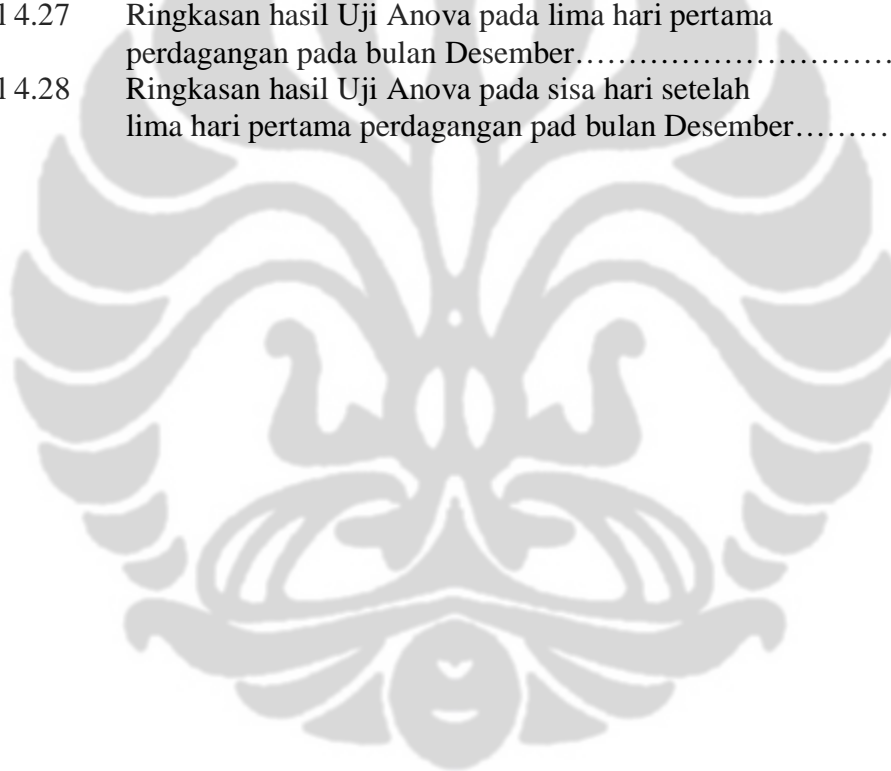 l 4.27 Ringkasan hasil Uji Anova pada lima hari pertama
perdagangan pada bulan Desember…………………………
l 4.28 Ringkasan hasil Uji Anova pada sisa hari setelah
lima hari pertama perdagangan pad bulan Desember………